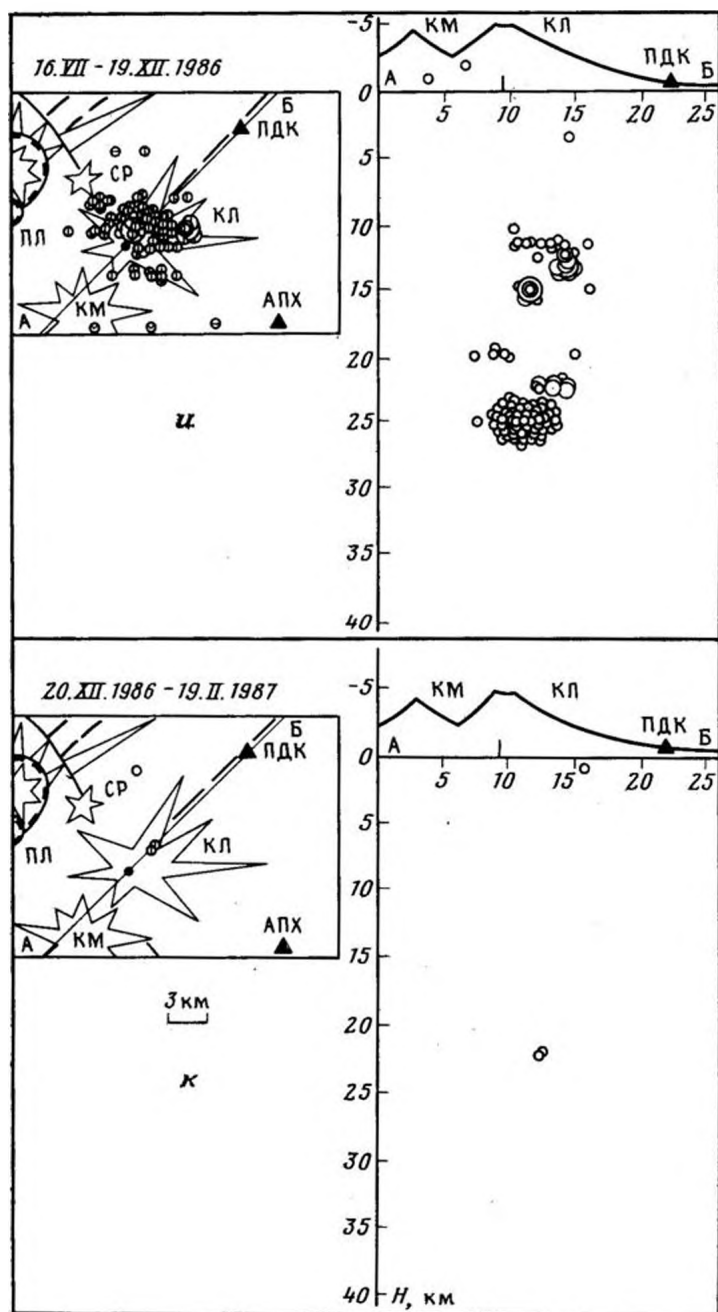 16.VII – 19.XII.1986
Б
ПДК
СР
ПЛ
КЛ
КМ
А
АПХ
и
-5
КМ
КЛ
ПДК
А
Б
0
5
10
15
20
25
5
10
15
20
25
30
35
40
20.XII.1986 – 19.II.1987
Б
ПДК
СР
ПЛ
КЛ
КМ
А
АПХ
3 км
к
-5
КМ
КЛ
ПДК
А
Б
0
5
10
15
20
25
5
10
15
20
25
30
35
40 H, км